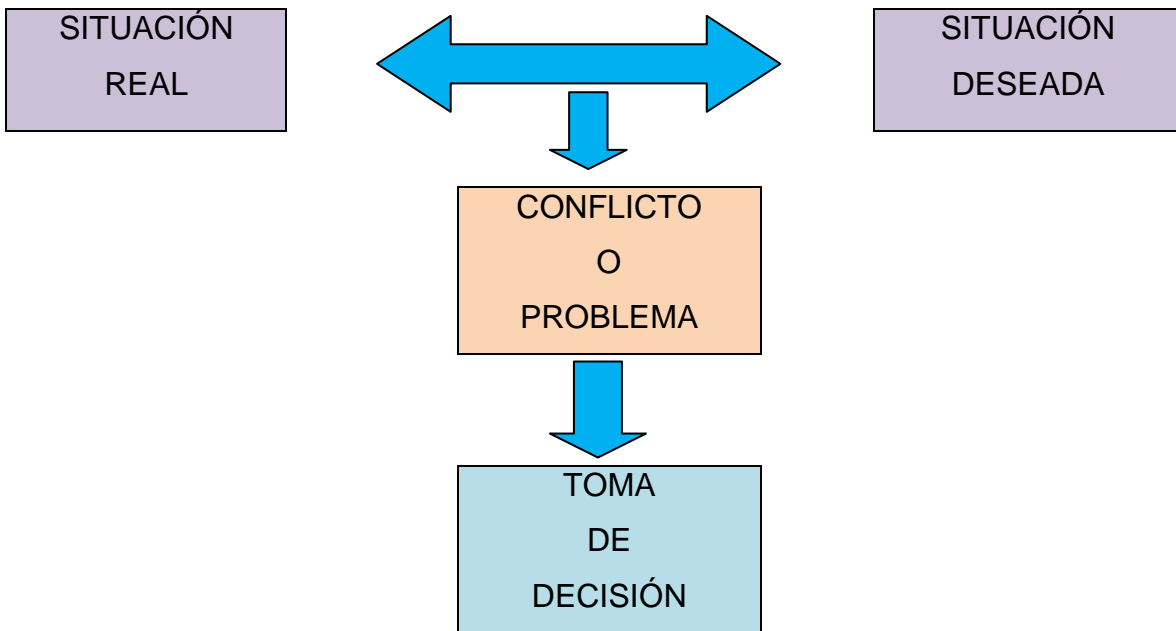 SITUACIÓN
REAL
SITUACIÓN
DESEADA
CONFLICTO
O
PROBLEMA
TOMA
DE
DECISIÓN